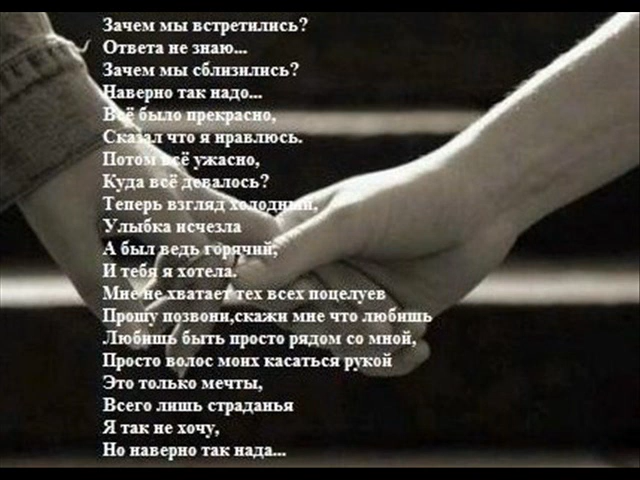 Зачем мы встретились?
Ответа не знаю...
Зачем мы сблизились?
Наверно так надо...
Всё было прекрасно,
Сказал что я нравлюсь.
Потом всё ужасно,
Куда всё девалось?
Теперь взгляд холодный,
Улыбка исчезла
А был ведь горячий,
И тебя я хотела.
Мне не хватает тех всех поцелуев
Прошу позвони,скажи мне что любишь
Любишь быть просто рядом со мной,
Просто волос моих касаться рукой
Это только мечты,
Всего лишь страданья
Я так не хочу,
Но наверно так нада...